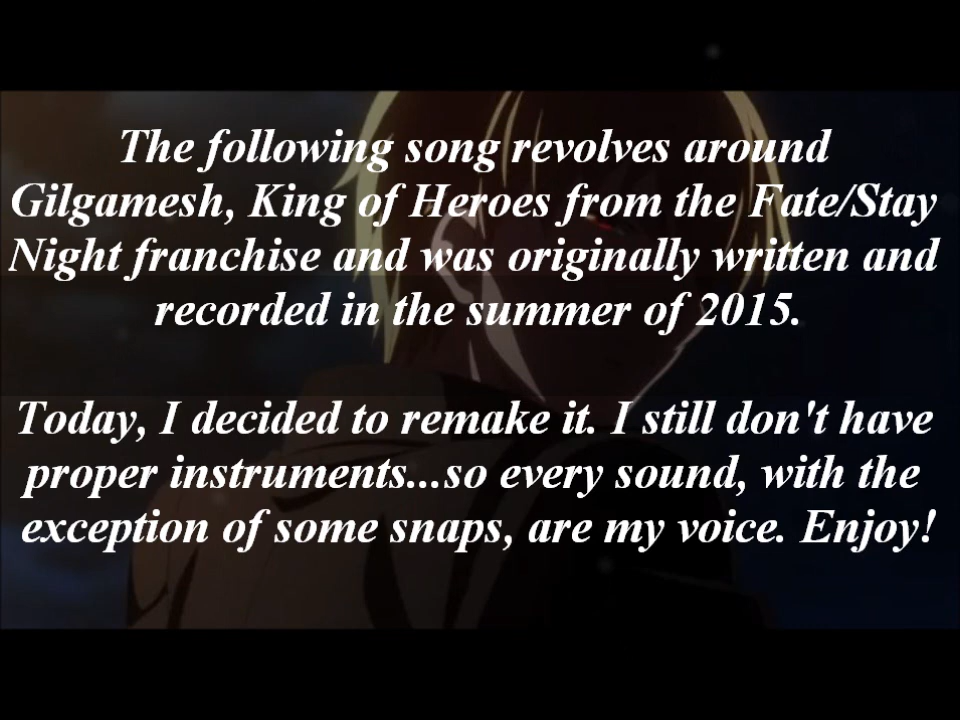 The following song revolves around
Gilgamesh, King of Heroes from the Fate/Stay
Night franchise and was originally written and
recorded in the summer of 2015.
Today, I decided to remake it. I still don't have
proper instruments...so every sound, with the
exception of some snaps, are my voice. Enjoy!